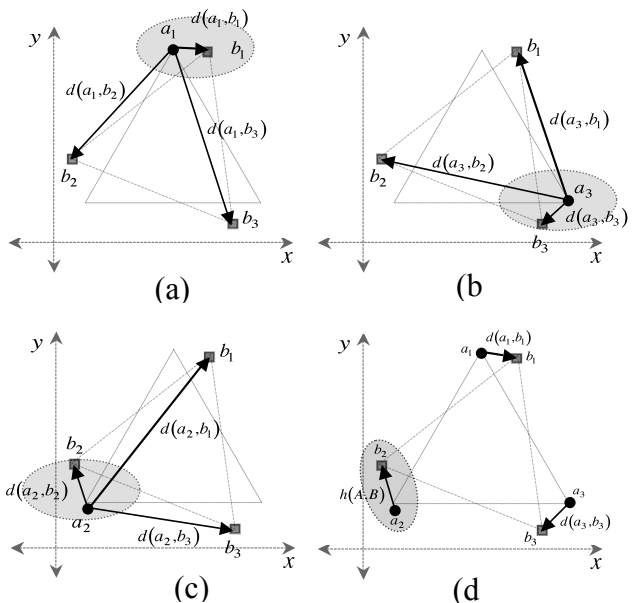 y
d(a₁,b₁)
a₁
b₁
d(a₁,b₂)
d(a₁,b₃)
b₂
b₃
x
(a)
y
b₁
d(a₃,b₁)
d(a₃,b₂)
b₂
a₃
d(a₃,b₃)
b₃
x
(b)
y
b₁
d(a₂,b₁)
b₂
d(a₂,b₂)
a₂
d(a₂,b₃)
b₃
x
(c)
y
d(a₁,b₁)
a₁
b₁
b₂
h(A,B)
a₂
a₃
d(a₃,b₃)
b₃
x
(d)